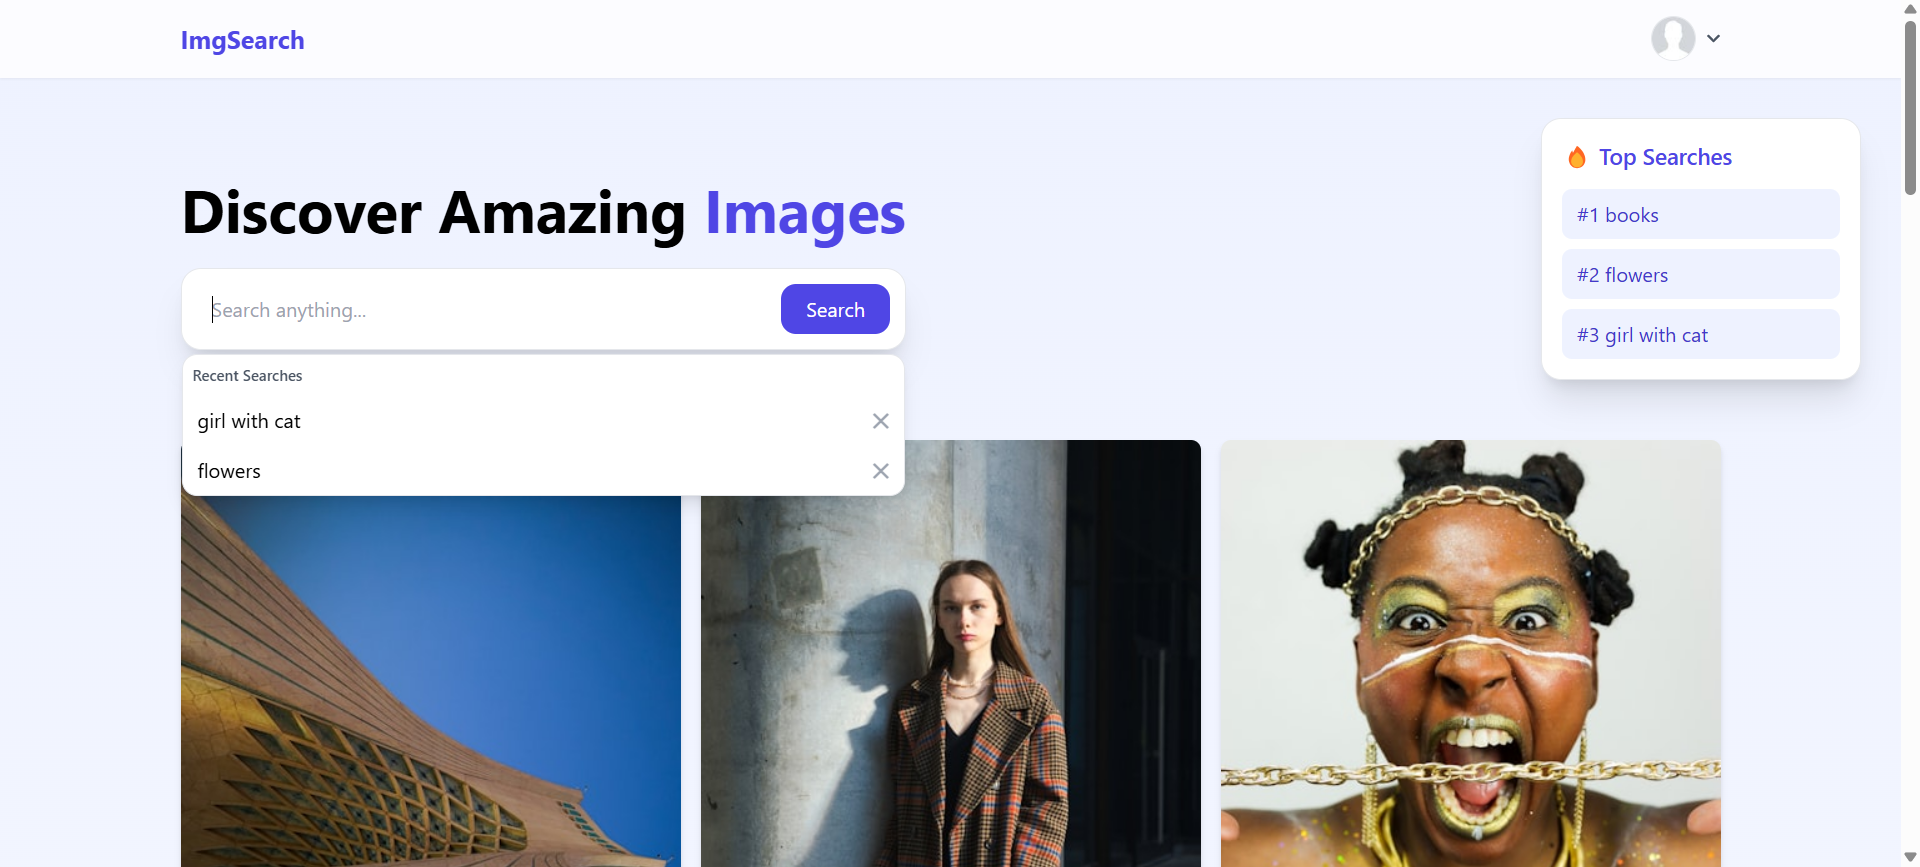 ImgSearch
Discover Amazing Images
Search anything...
Search
Recent Searches
girl with cat
flowers
Top Searches
#1 books
#2 flowers
#3 girl with cat